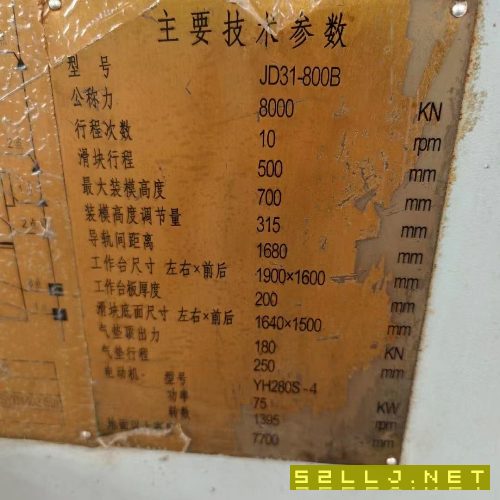 主要技术参数
型号 JD31-800B
公称力 8000 KN
行程次数 10 rpm
滑块行程 500 mm
最大装模高度 700 mm
装模高度调节量 315 mm
导轨间距离 1680 mm
工作台尺寸 左右×前后 1900×1600 mm
工作台板厚度 200 mm
滑块底面尺寸 左右×前后 1640×1500 mm
气垫顶出力 180 KN
气垫行程 250 mm
电动机: 型号 YH280S-4
功率 75 KW
转数 1395 rpm
地面以上高 7700 mm
52LLJ.NET